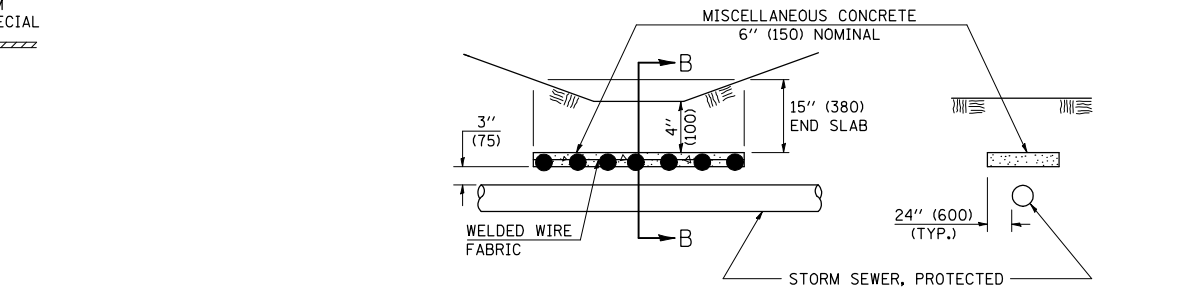 ECIAL
MISCELLANEOUS CONCRETE
6'' (150) NOMINAL
B
15'' (380)
END SLAB
3''
(75)
4''
(100)
24'' (600)
(TYP.)
WELDED WIRE
FABRIC
B
STORM SEWER, PROTECTED